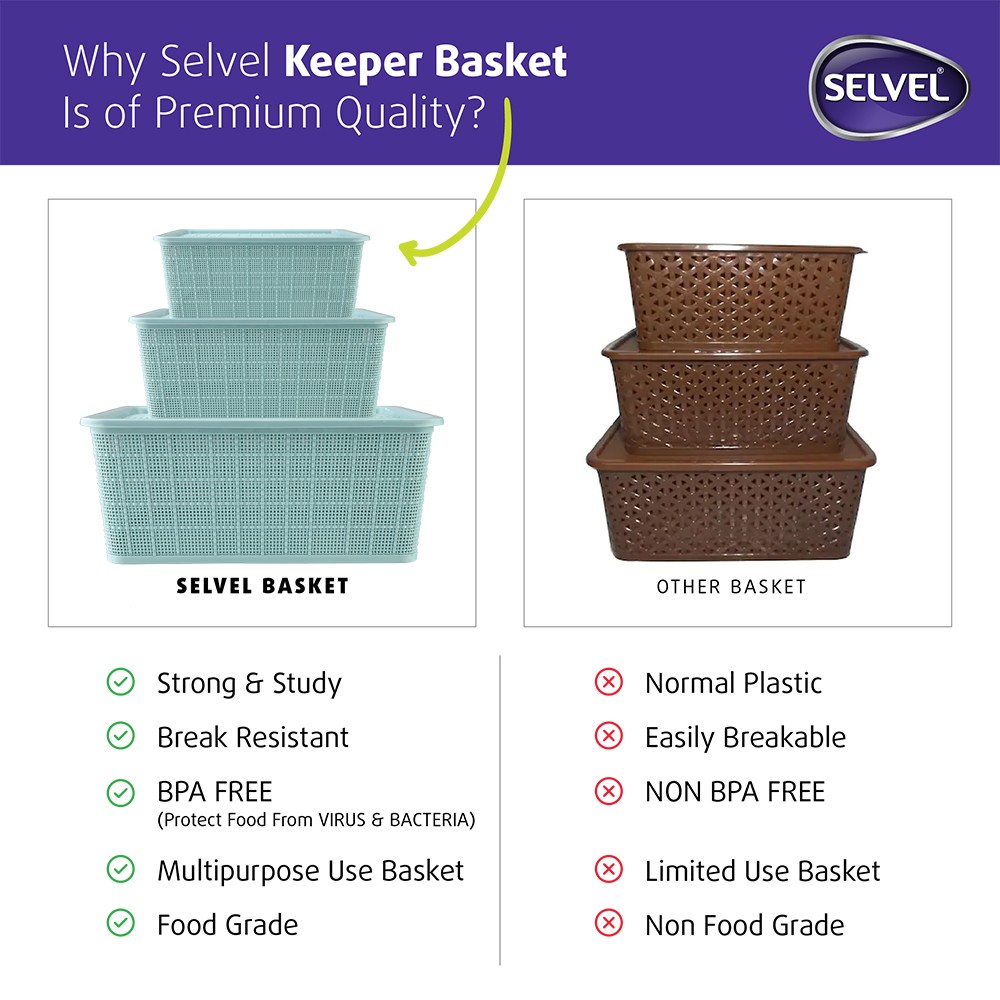 Why Selvel Keeper Basket
Is of Premium Quality?
SELVEL®
SELVEL BASKET
OTHER BASKET
Strong & Study
Break Resistant
BPA FREE
(Protect Food From VIRUS & BACTERIA)
Multipurpose Use Basket
Food Grade
Normal Plastic
Easily Breakable
NON BPA FREE
Limited Use Basket
Non Food Grade